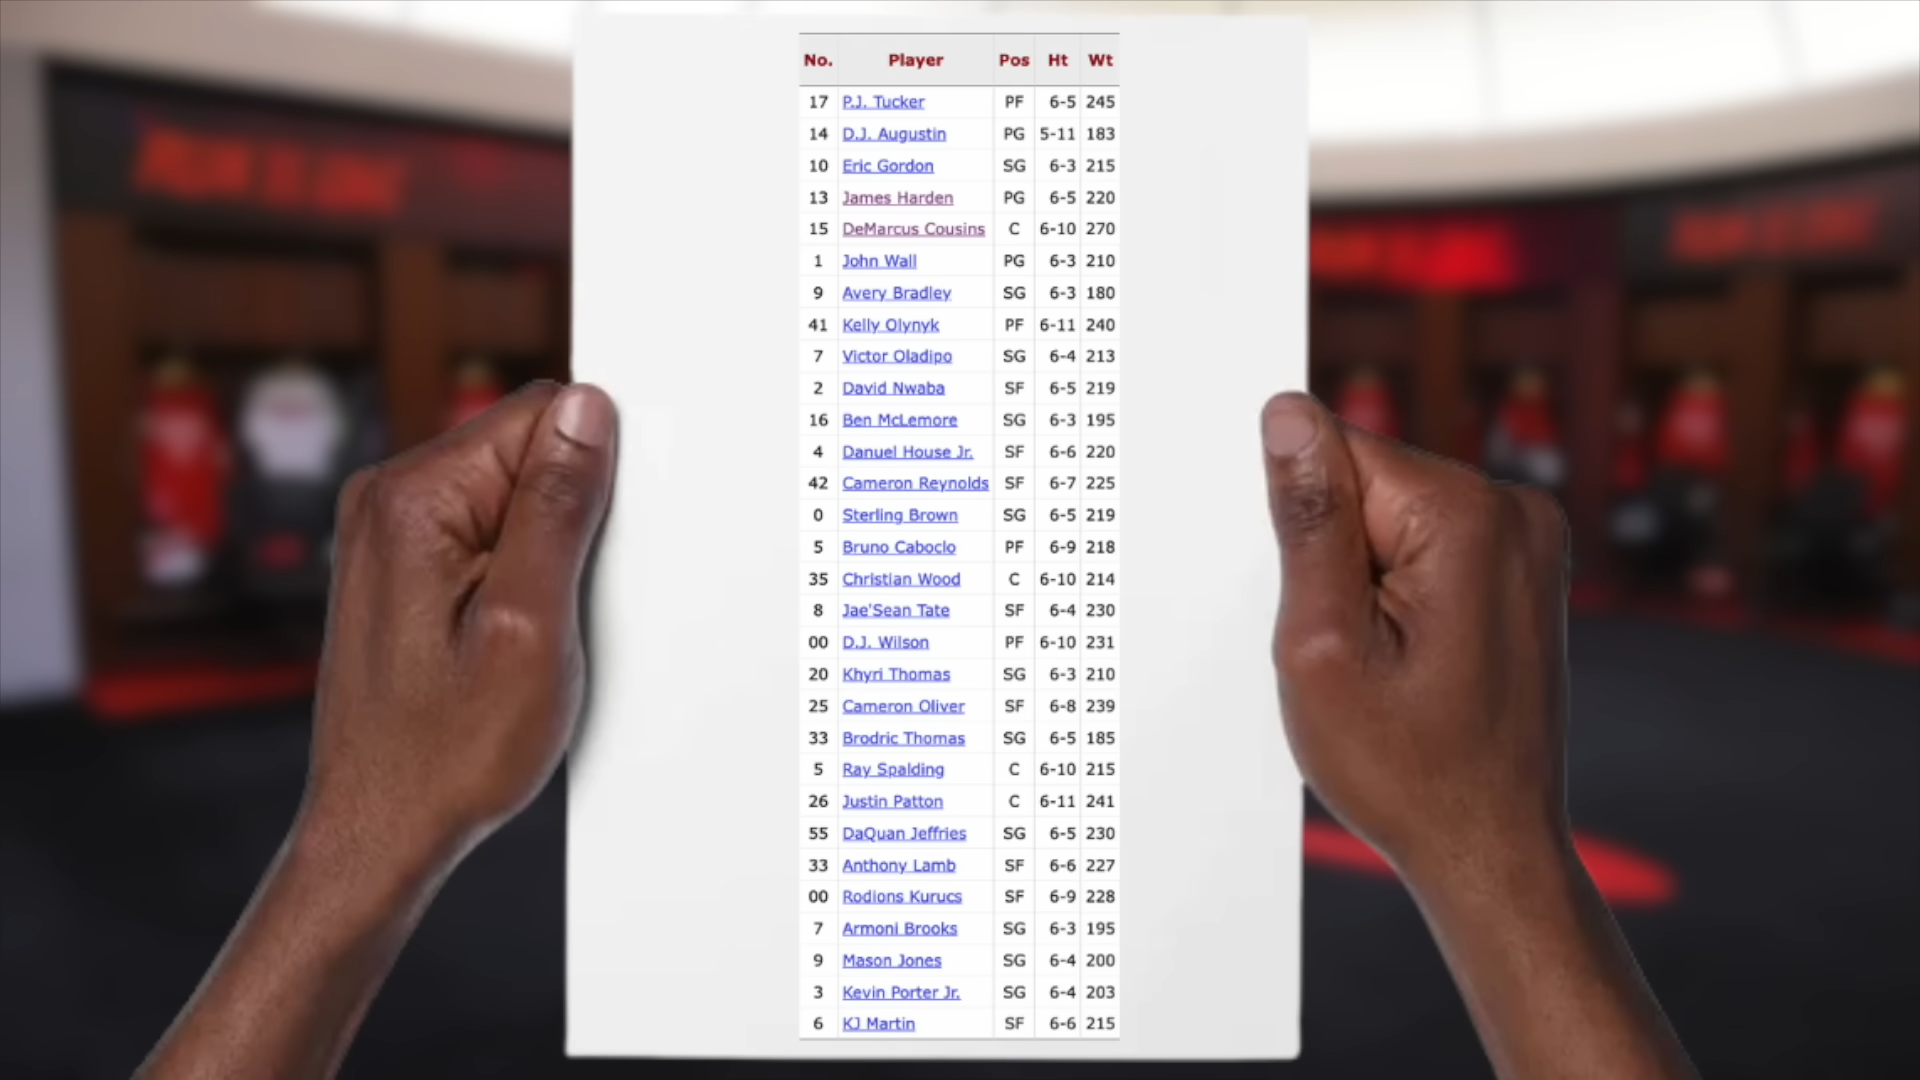 No. Player Pos Ht Wt
17 P.J. Tucker PF 6-5 245
14 D.J. Augustin PG 5-11 183
10 Eric Gordon SG 6-3 215
13 James Harden PG 6-5 220
15 DeMarcus Cousins C 6-10 270
1 John Wall PG 6-3 210
9 Avery Bradley SG 6-3 180
41 Kelly Olynyk PF 6-11 240
7 Victor Oladipo SG 6-4 213
2 David Nwaba SF 6-5 219
16 Ben McLemore SG 6-3 195
4 Danuel House Jr. SF 6-6 220
42 Cameron Reynolds SF 6-7 225
0 Sterling Brown SG 6-5 219
5 Bruno Caboclo PF 6-9 218
35 Christian Wood C 6-10 214
8 Jae'Sean Tate SF 6-4 230
00 D.J. Wilson PF 6-10 231
20 Khyri Thomas SG 6-3 210
25 Cameron Oliver SF 6-8 239
33 Brodric Thomas SG 6-5 185
5 Ray Spalding C 6-10 215
26 Justin Patton C 6-11 241
55 DaQuan Jeffries SG 6-5 230
33 Anthony Lamb SF 6-6 227
00 Rodions Kurucs SF 6-9 228
7 Armoni Brooks SG 6-3 195
9 Mason Jones SG 6-4 200
3 Kevin Porter Jr. SG 6-4 203
6 KJ Martin SF 6-6 215